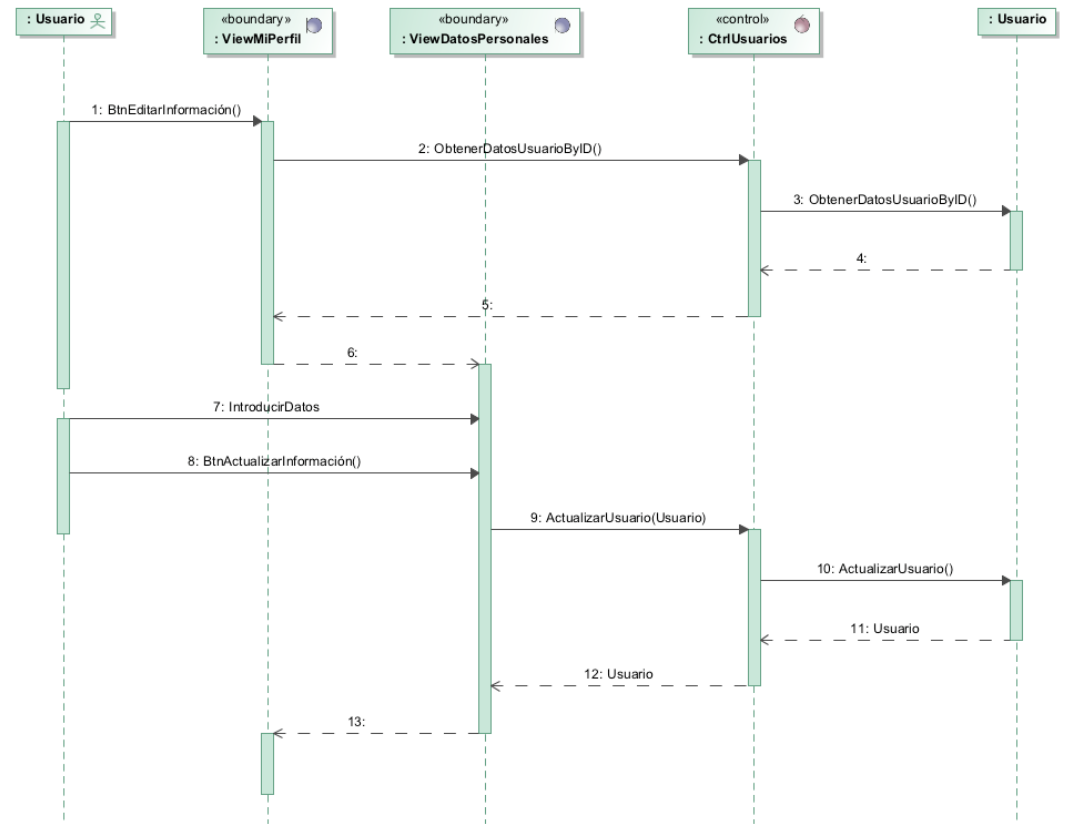 : Usuario
«boundary»
: ViewMiPerfil
«boundary»
: ViewDatosPersonales
«control»
: CtrlUsuarios
: Usuario
1: BtnEditarInformación()
2: ObtenerDatosUsuarioByID()
3: ObtenerDatosUsuarioByID()
4:
5:
6:
7: IntroducirDatos
8: BtnActualizarInformación()
9: ActualizarUsuario(Usuario)
10: ActualizarUsuario()
11: Usuario
12: Usuario
13: